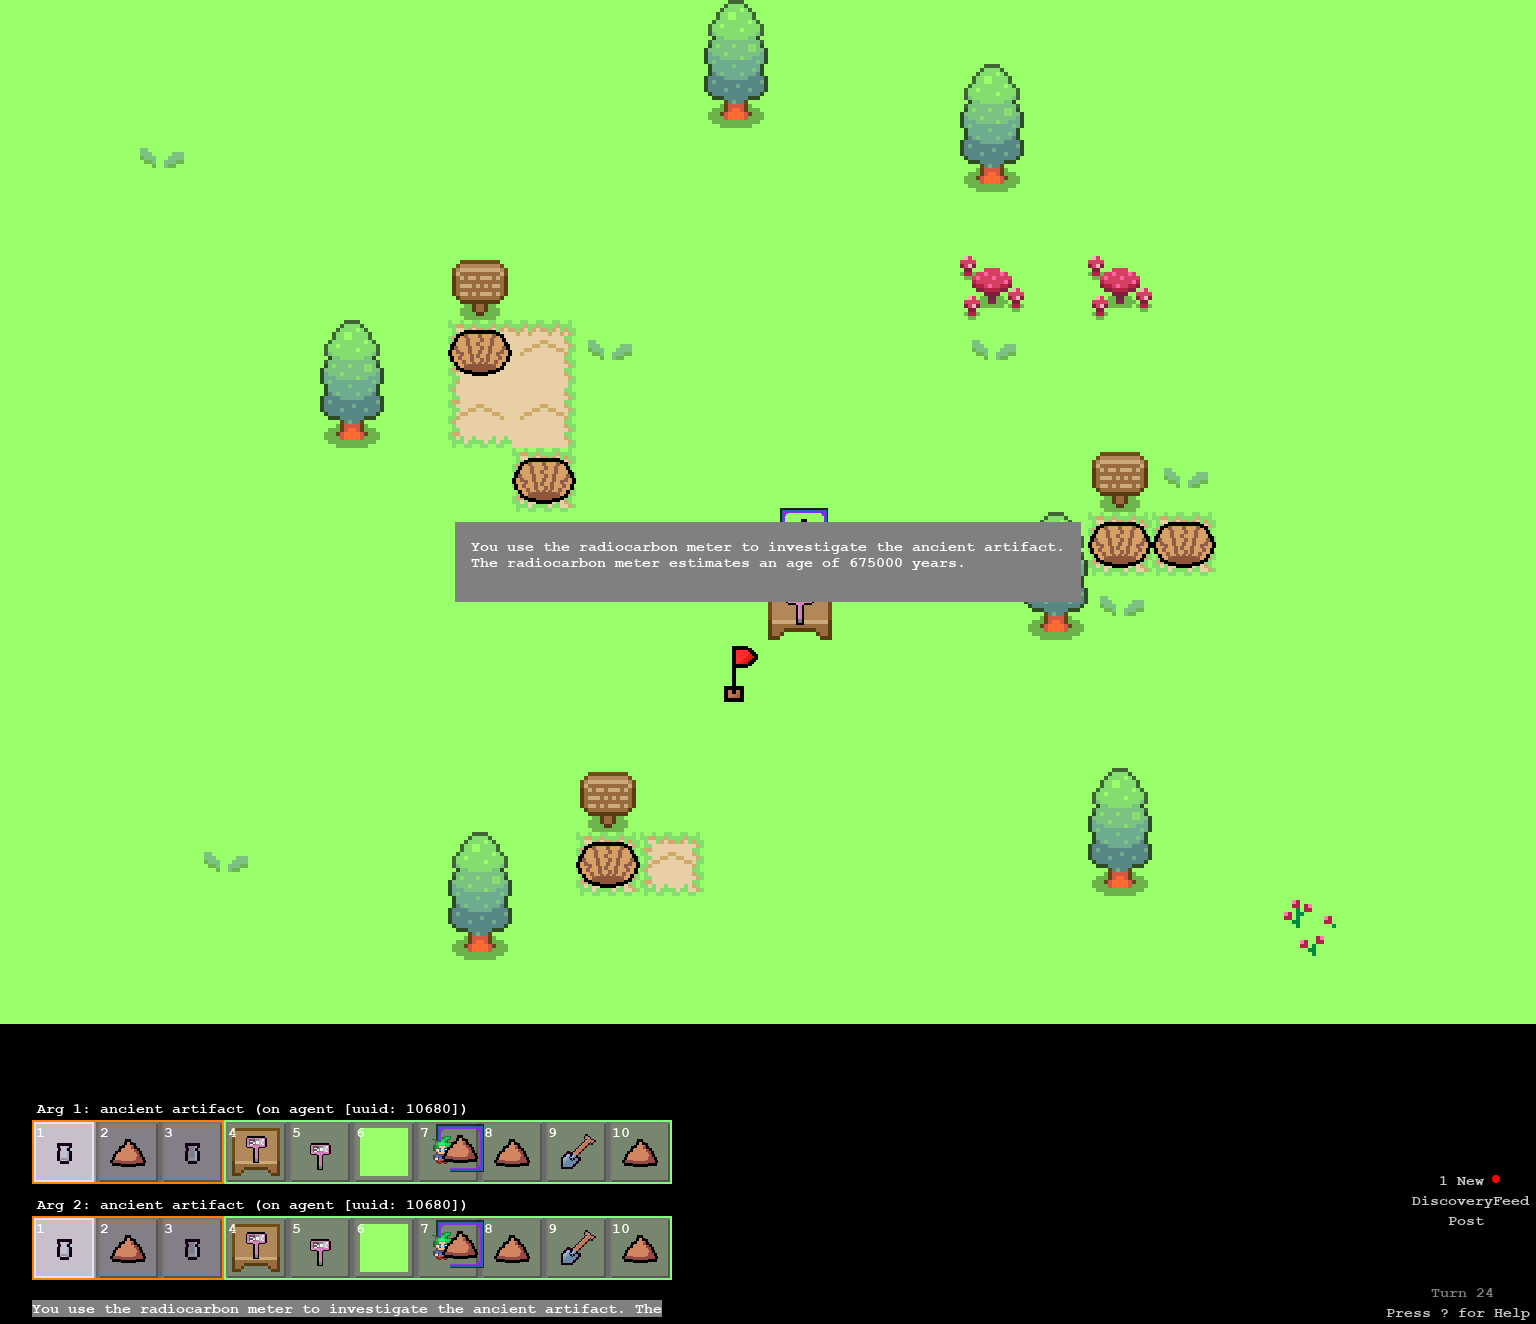 You use the radiocarbon meter to investigate the ancient artifact.
The radiocarbon meter estimates an age of 675000 years.
Arg 1: ancient artifact (on agent [uuid: 10680])
1 2 3 4 5 6 7 8 9 10
Arg 2: ancient artifact (on agent [uuid: 10680])
1 2 3 4 5 6 7 8 9 10
You use the radiocarbon meter to investigate the ancient artifact. The
1 New
DiscoveryFeed
Post
Turn 24
Press ? for Help